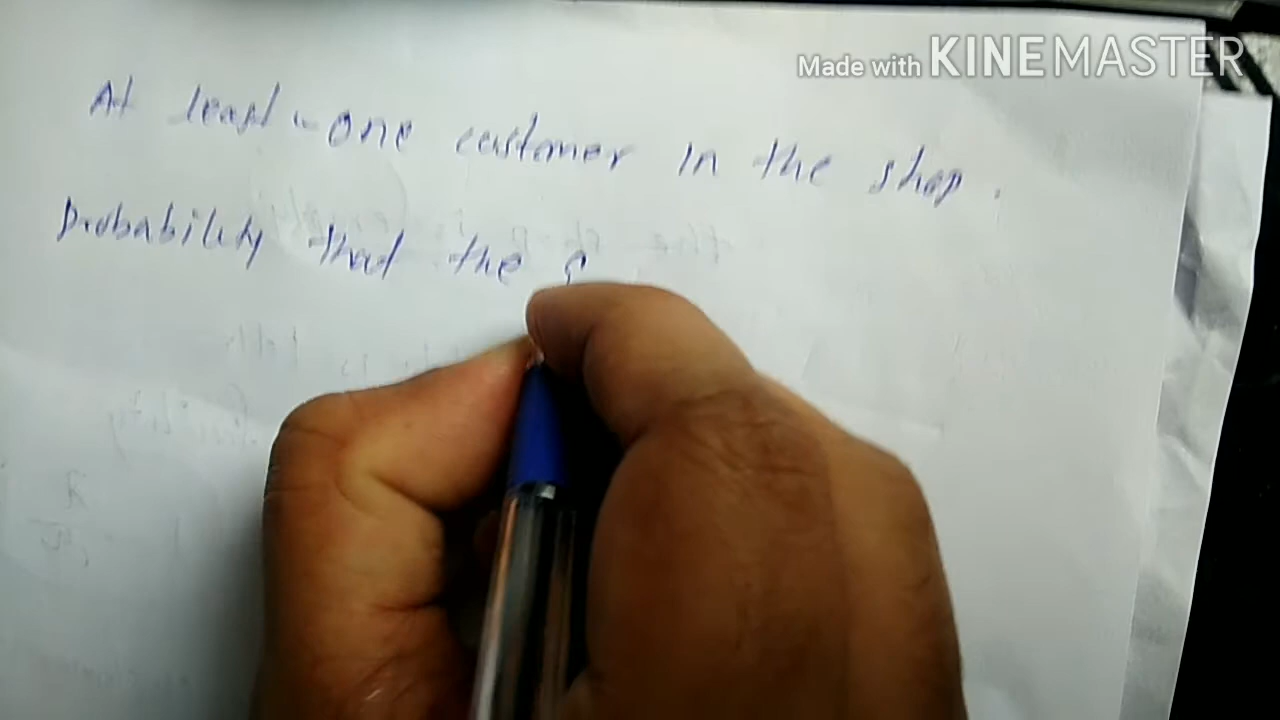 Made with KINEMASTER
At least one customer in the shop.
Probability that the